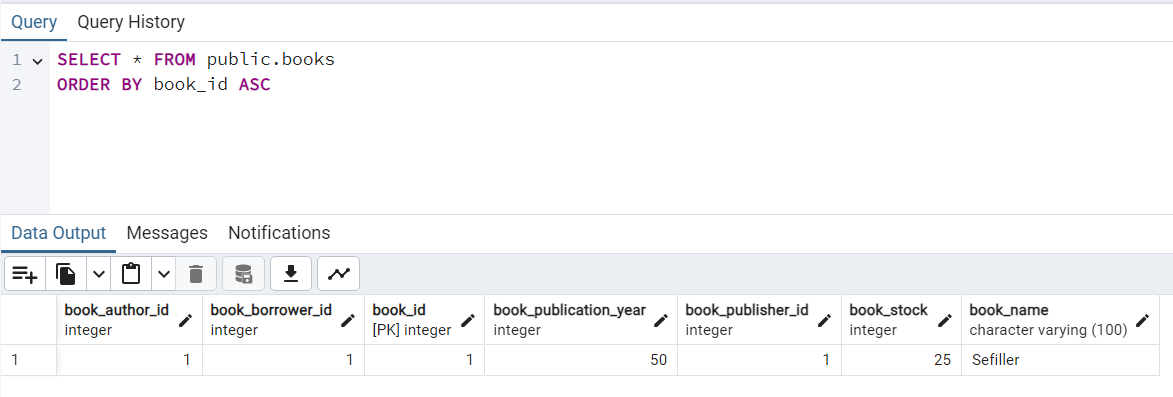 Query Query History
1 SELECT * FROM public.books
2 ORDER BY book_id ASC
Data Output Messages Notifications
book_author_id book_borrower_id book_id book_publication_year book_publisher_id book_stock book_name
integer integer [PK] integer integer integer integer character varying (100)
1 1 1 1 50 1 25 Sefiller